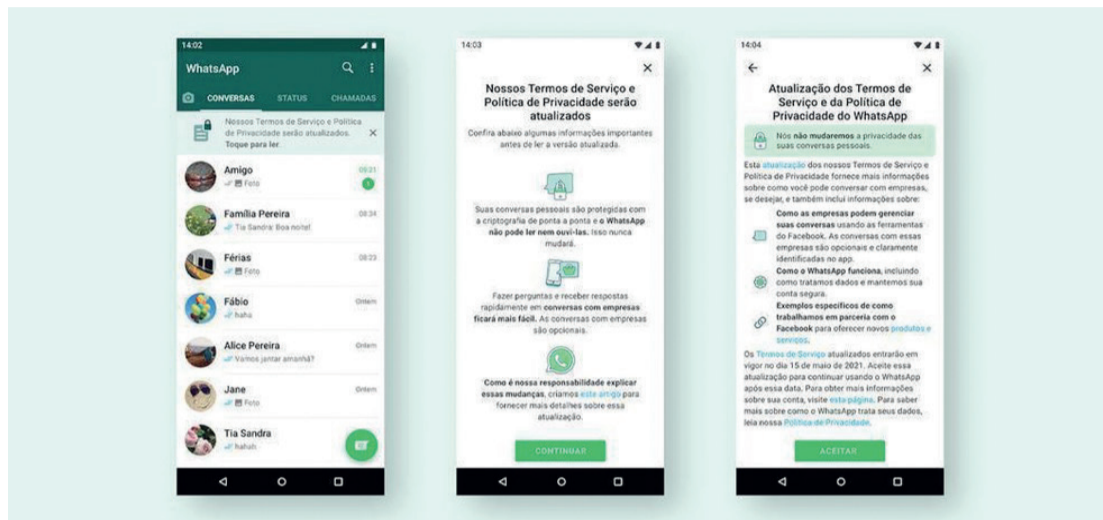 14:02
WhatsApp
CONVERSAS STATUS CHAMADAS
Nossos Termos de Serviço e Política
de Privacidade serão atualizados.
Toque para ler.
Amigo 09:21
Foto 1
Família Pereira 08:34
Tia Sandra: Boa noite!
Férias 08:23
Foto
Fábio Ontem
haha
Alice Pereira Ontem
Vamos jantar amanhã?
Jane Ontem
Foto
Tia Sandra
hahah
14:03
Nossos Termos de Serviço e
Política de Privacidade serão
atualizados
Confira abaixo algumas informações importantes
antes de ler a versão atualizada.
Suas conversas pessoais são protegidas com
a criptografia de ponta a ponta e o WhatsApp
não pode ler nem ouvi-las. Isso nunca
mudará.
Fazer perguntas e receber respostas
rapidamente em conversas com empresas
ficará mais fácil. As conversas com empresas
são opcionais.
Como é nossa responsabilidade explicar
essas mudanças, criamos este artigo para
fornecer mais detalhes sobre essa
atualização.
CONTINUAR
14:04
Atualização dos Termos de
Serviço e da Política de
Privacidade do WhatsApp
Nós não mudaremos a privacidade das
suas conversas pessoais.
Esta atualização dos nossos Termos de Serviço e
Política de Privacidade fornece mais informações
sobre como você pode conversar com empresas,
se desejar, e também inclui informações sobre:
Como as empresas podem gerenciar
suas conversas usando as ferramentas
do Facebook. As conversas com essas
empresas são opcionais e claramente
identificadas no app.
Como o WhatsApp funciona, incluindo
como tratamos dados e mantemos sua
conta segura.
Exemplos específicos de como
trabalhamos em parceria com o
Facebook para oferecer novos produtos e
serviços.
Os Termos de Serviço atualizados entrarão em
vigor no dia 15 de maio de 2021. Aceite essa
atualização para continuar usando o WhatsApp
após essa data. Para obter mais informações
sobre sua conta, visite esta página. Para saber
mais sobre como o WhatsApp trata seus dados,
leia nossa Política de Privacidade.
ACEITAR